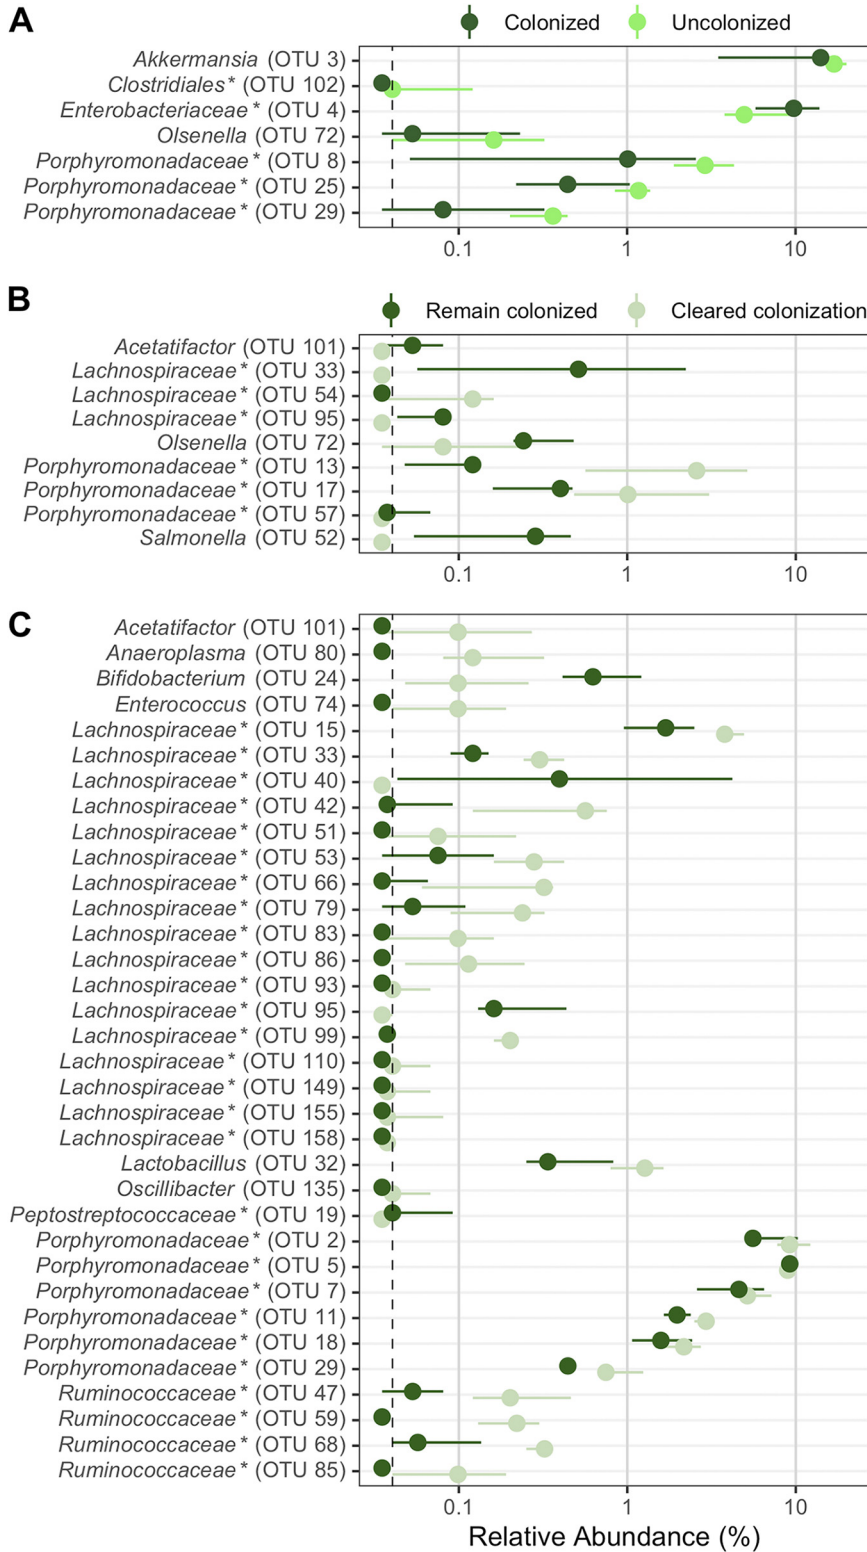 A
Colonized Uncolonized
Akkermansia (OTU 3)
Clostridiales* (OTU 102)
Enterobacteriaceae* (OTU 4)
Olsenella (OTU 72)
Porphyromonadaceae* (OTU 8)
Porphyromonadaceae* (OTU 25)
Porphyromonadaceae* (OTU 29)
0.1 1 10
B
Remain colonized Cleared colonization
Acetatifactor (OTU 101)
Lachnospiraceae* (OTU 33)
Lachnospiraceae* (OTU 54)
Lachnospiraceae* (OTU 95)
Olsenella (OTU 72)
Porphyromonadaceae* (OTU 13)
Porphyromonadaceae* (OTU 17)
Porphyromonadaceae* (OTU 57)
Salmonella (OTU 52)
0.1 1 10
C
Acetatifactor (OTU 101)
Anaeroplasma (OTU 80)
Bifidobacterium (OTU 24)
Enterococcus (OTU 74)
Lachnospiraceae* (OTU 15)
Lachnospiraceae* (OTU 33)
Lachnospiraceae* (OTU 40)
Lachnospiraceae* (OTU 42)
Lachnospiraceae* (OTU 51)
Lachnospiraceae* (OTU 53)
Lachnospiraceae* (OTU 66)
Lachnospiraceae* (OTU 79)
Lachnospiraceae* (OTU 83)
Lachnospiraceae* (OTU 86)
Lachnospiraceae* (OTU 93)
Lachnospiraceae* (OTU 95)
Lachnospiraceae* (OTU 99)
Lachnospiraceae* (OTU 110)
Lachnospiraceae* (OTU 149)
Lachnospiraceae* (OTU 155)
Lachnospiraceae* (OTU 158)
Lactobacillus (OTU 32)
Oscillibacter (OTU 135)
Peptostreptococcaceae* (OTU 19)
Porphyromonadaceae* (OTU 2)
Porphyromonadaceae* (OTU 5)
Porphyromonadaceae* (OTU 7)
Porphyromonadaceae* (OTU 11)
Porphyromonadaceae* (OTU 18)
Porphyromonadaceae* (OTU 29)
Ruminococcaceae* (OTU 47)
Ruminococcaceae* (OTU 59)
Ruminococcaceae* (OTU 68)
Ruminococcaceae* (OTU 85)
0.1 1 10
Relative Abundance (%)